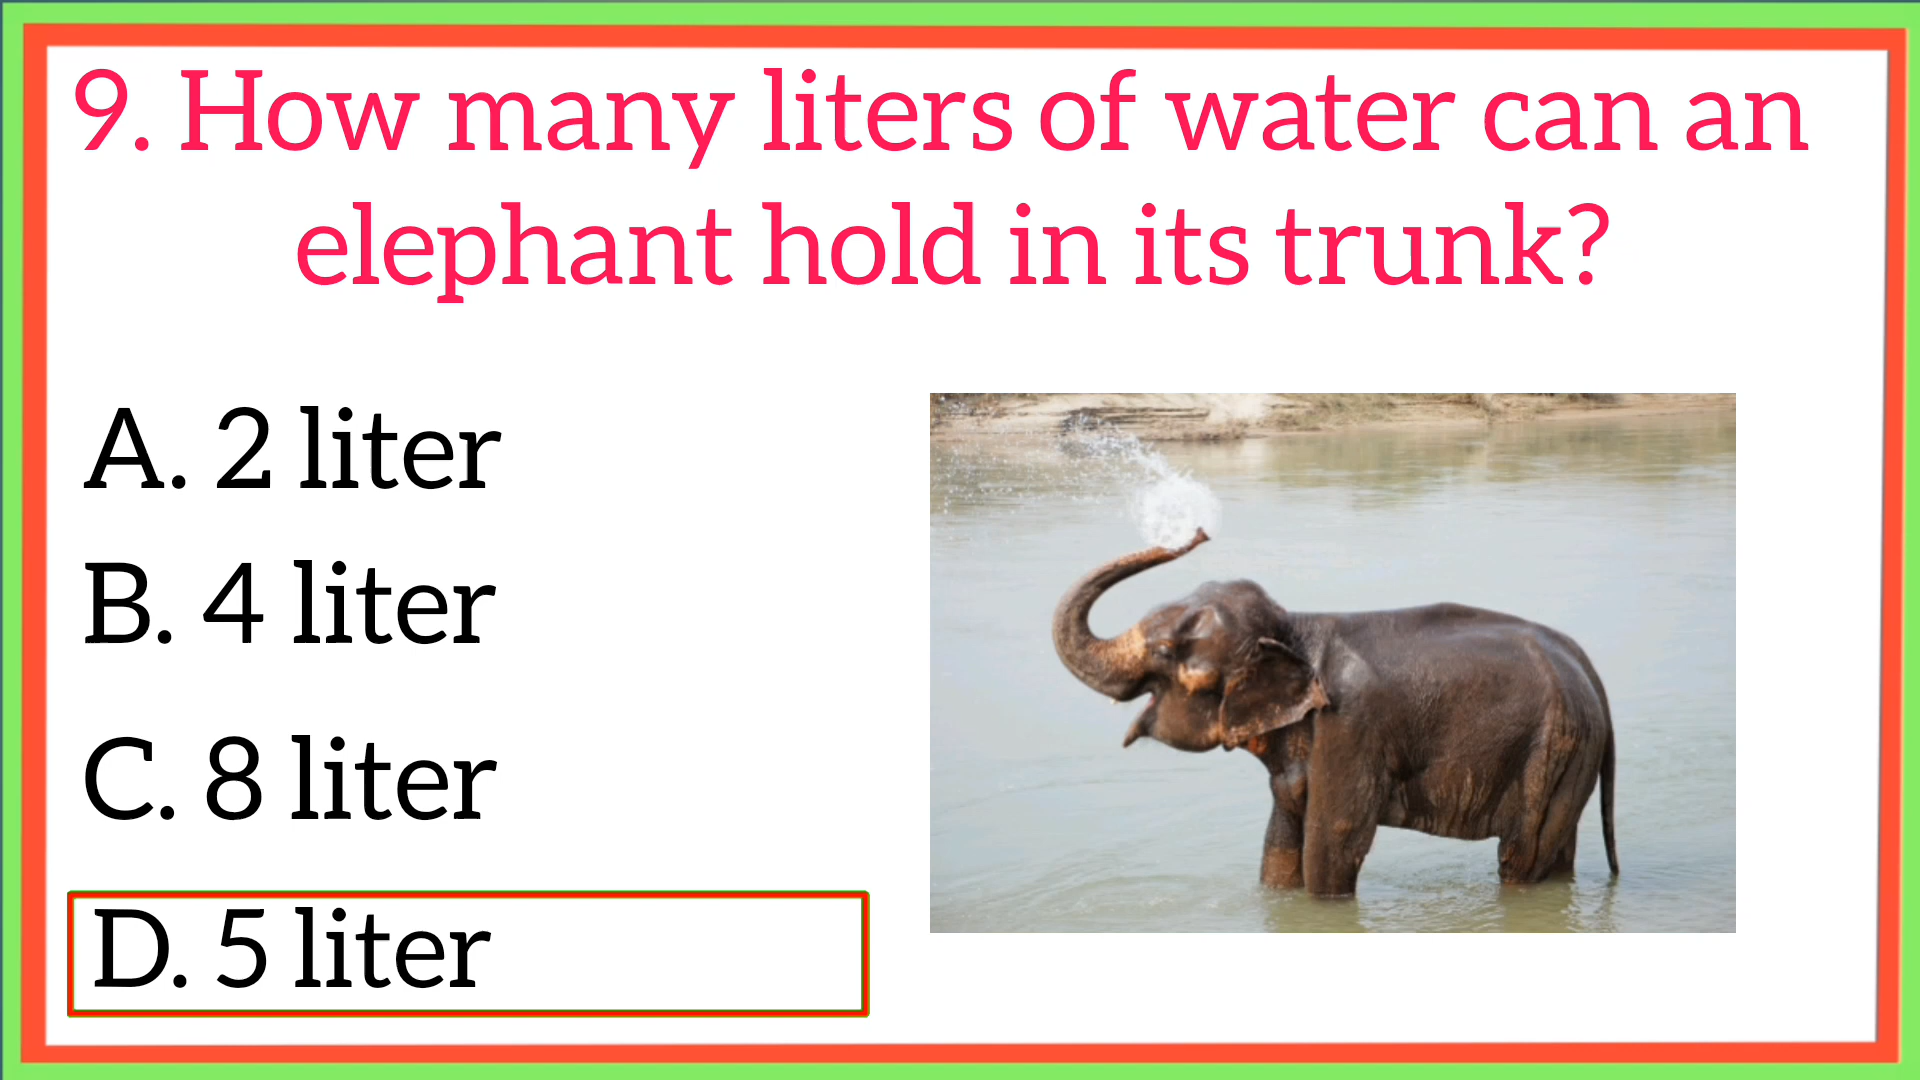 9. How many liters of water can an
elephant hold in its trunk?
A. 2 liter
B. 4 liter
C. 8 liter
D. 5 liter